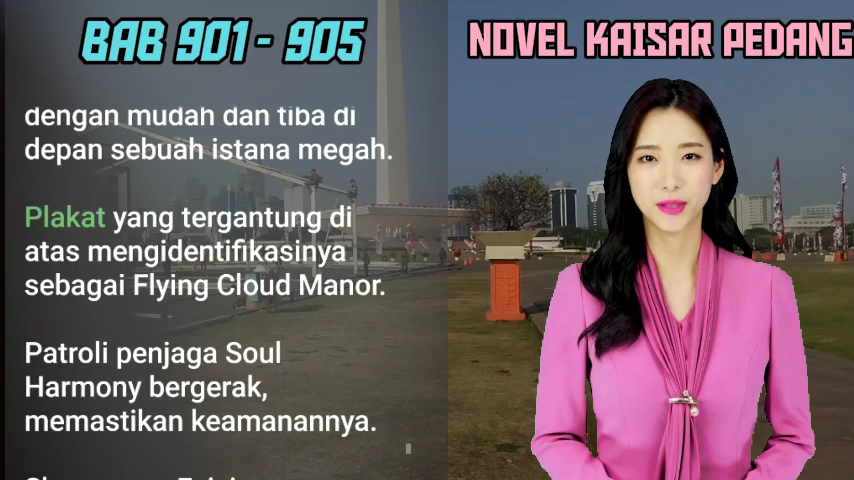 BAB 901 - 905
NOVEL KAISAR PEDANG
dengan mudah dan tiba di
depan sebuah istana megah.
Plakat yang tergantung di
atas mengidentifikasinya
sebagai Flying Cloud Manor.
Patroli penjaga Soul
Harmony bergerak,
memastikan keamanannya.